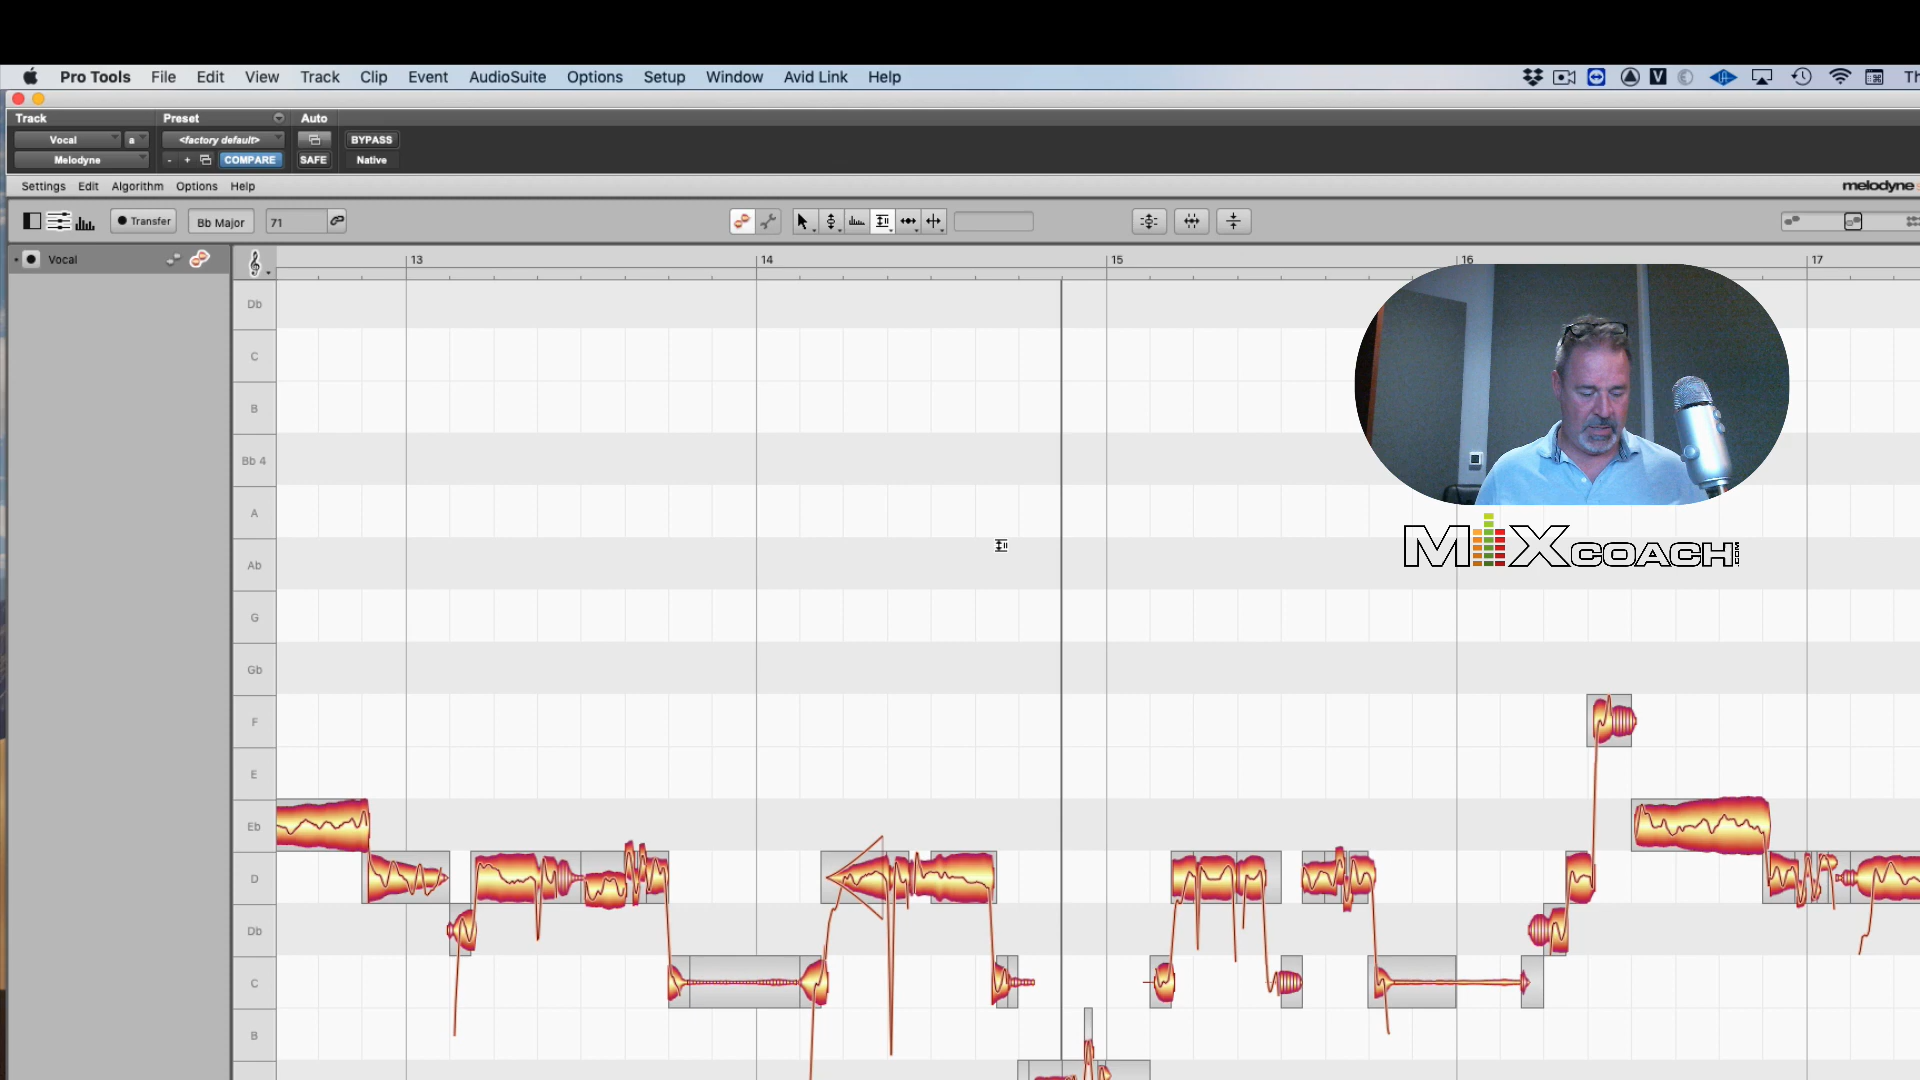 Pro Tools File Edit View Track Clip Event AudioSuite Options Setup Window Avid Link Help Th
Track Preset Auto
Vocal a <factory default> BYPASS
Melodyne - + COMPARE SAFE Native
Settings Edit Algorithm Options Help melodyne
Transfer Bb Major 71
Vocal 13 14 15 16 17
Db
C
B
Bb 4
A
Ab
G
Gb
F
E
Eb
D
Db
C
B
MIXCOACH.COM